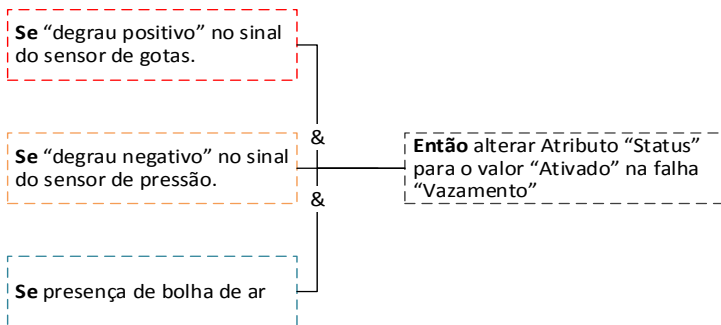 Se “degrau positivo” no sinal
do sensor de gotas.
&
Se “degrau negativo” no sinal
do sensor de pressão.
Então alterar Atributo “Status”
para o valor “Ativado” na falha
“Vazamento”
&
Se presença de bolha de ar